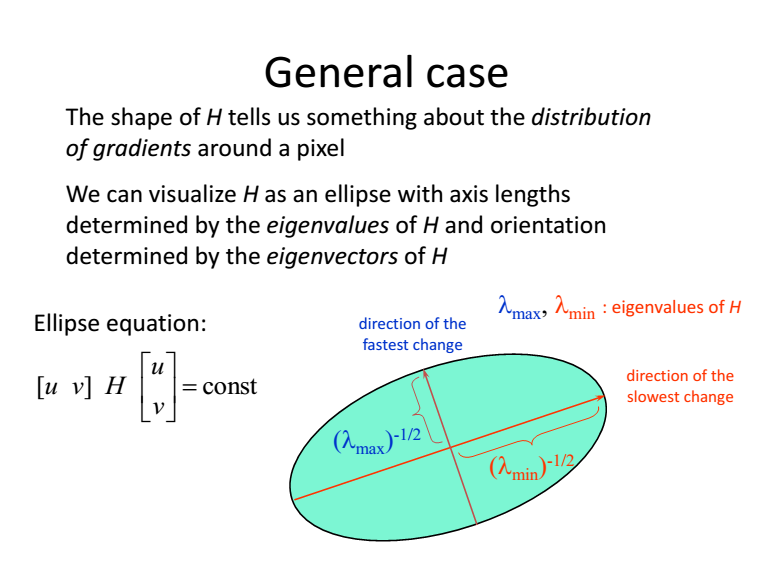 General case
The shape of H tells us something about the distribution
of gradients around a pixel
We can visualize H as an ellipse with axis lengths
determined by the eigenvalues of H and orientation
determined by the eigenvectors of H
λmax, λmin : eigenvalues of H
Ellipse equation:
direction of the
fastest change
[u v] H [u v] = const
direction of the
slowest change
(λmax)-1/2
(λmin)-1/2